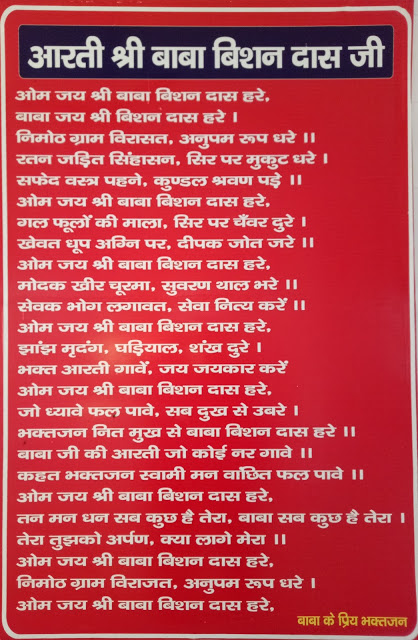 आरती श्री बाबा बिशन दास जी
ओम जय श्री बाबा बिशन दास हरे,
बाबा जय श्री बिशन दास हरे ।
निमोठ ग्राम विरासत, अनुपम रूप धरे ।।
रतन जड़ित सिंहासन, सिर पर मुकुट धरे ।
सफेद वस्त्र पहने, कुण्डल श्रवण पड़े ।।
ओम जय श्री बाबा बिशन दास हरे,
गल फूलों की माला, सिर पर चँवर दुरे ।
खेवत धूप अग्नि पर, दीपक जोत जरे ।।
ओम जय श्री बाबा बिशन दास हरे,
मोदक खीर चूरमा, सुवरण थाल भरे ।।
सेवक भोग लगावत, सेवा नित्य करें ।।
ओम जय श्री बाबा बिशन दास हरे,
झांझ मृदंग, घड़ियाल, शंख दुरे ।
भक्त आरती गावें, जय जयकार करें
ओम जय श्री बाबा बिशन दास हरे,
जो ध्यावे फल पावे, सब दुख से उबरे ।
भक्तजन नित मुख से बाबा बिशन दास हरे ।।
बाबा जी की आरती जो कोई नर गावे ।।
कहत भक्तजन स्वामी मन वांछित फल पावे ।।
ओम जय श्री बाबा बिशन दास हरे,
तन मन धन सब कुछ है तेरा, बाबा सब कुछ है तेरा ।
तेरा तुझको अर्पण, क्या लागे मेरा ।।
ओम जय श्री बाबा बिशन दास हरे,
निमोठ ग्राम विराजत, अनुपम रूप धरे ।
ओम जय श्री बाबा बिशन दास हरे,
बाबा के प्रिय भक्तजन